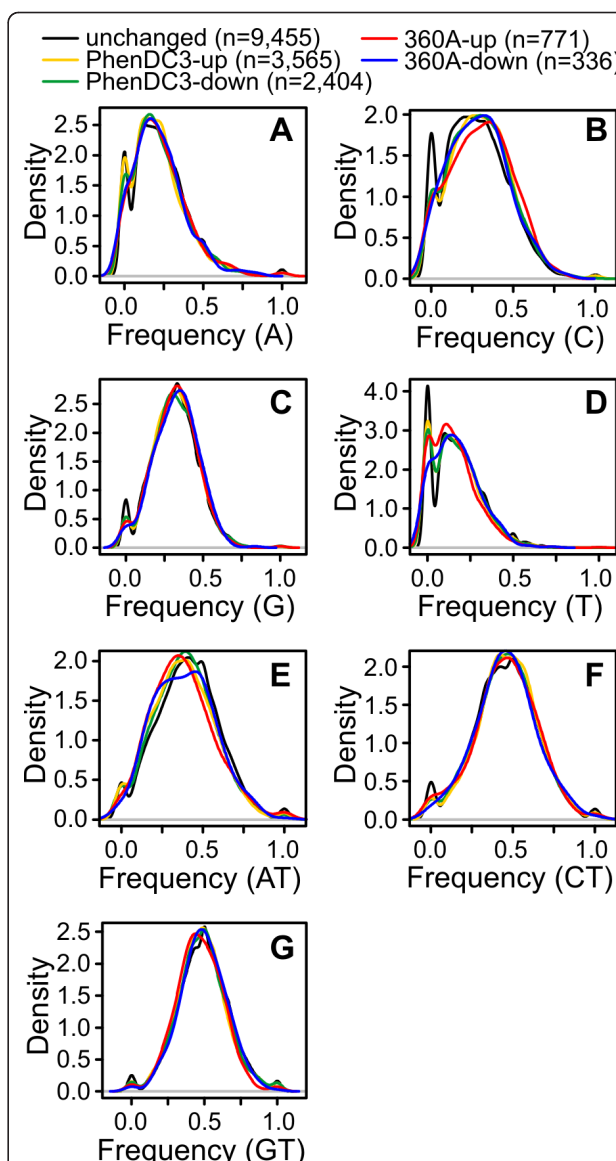 unchanged (n=9,455)
PhenDC3-up (n=3,565)
PhenDC3-down (n=2,404)
360A-up (n=771)
360A-down (n=336)
A
Density
2.5
2.0
1.5
1.0
0.5
0.0
0.0 0.5 1.0
Frequency (A)
B
Density
2.0
1.5
1.0
0.5
0.0
0.0 0.5 1.0
Frequency (C)
C
Density
2.5
2.0
1.5
1.0
0.5
0.0
0.0 0.5 1.0
Frequency (G)
D
Density
4.0
3.0
2.0
1.0
0.0
0.0 0.5 1.0
Frequency (T)
E
Density
2.0
1.5
1.0
0.5
0.0
0.0 0.5 1.0
Frequency (AT)
F
Density
2.0
1.5
1.0
0.5
0.0
0.0 0.5 1.0
Frequency (CT)
G
Density
2.5
2.0
1.5
1.0
0.5
0.0
0.0 0.5 1.0
Frequency (GT)